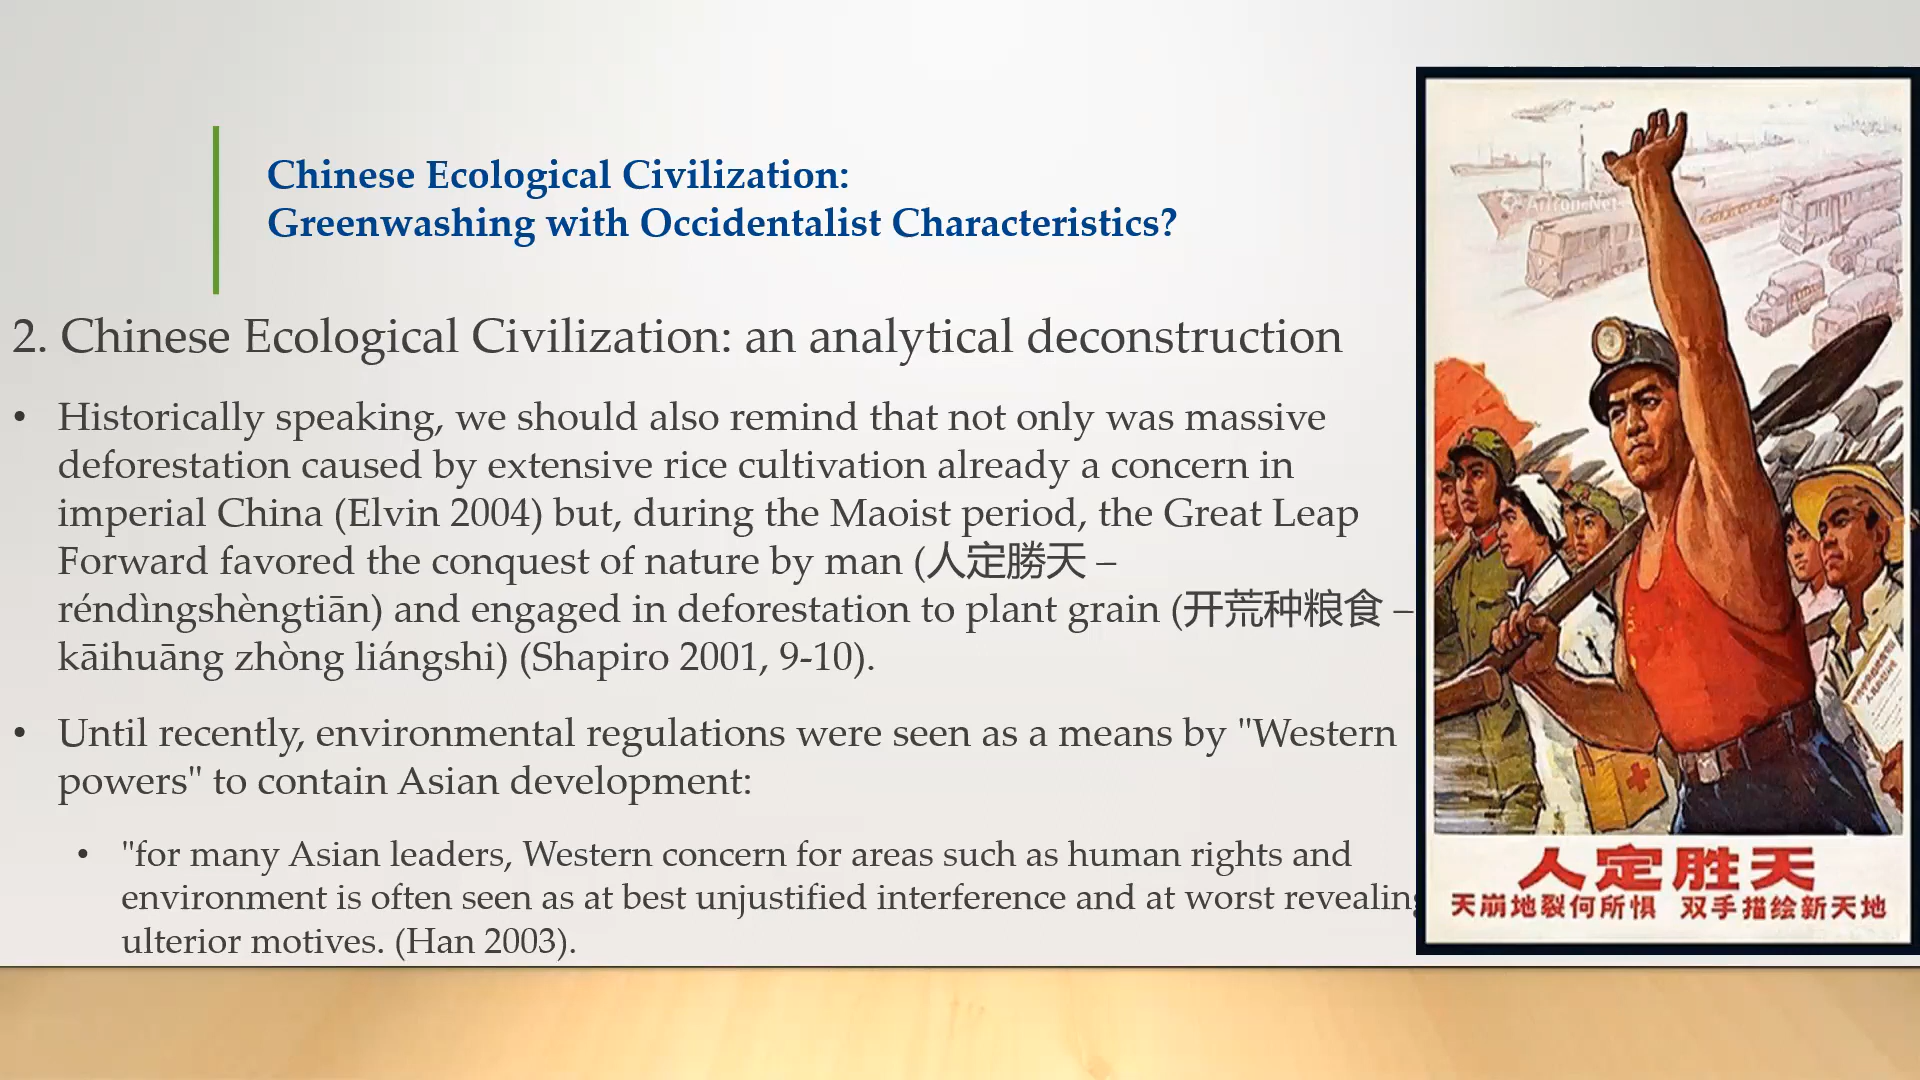 Chinese Ecological Civilization:
Greenwashing with Occidentalist Characteristics?
2. Chinese Ecological Civilization: an analytical deconstruction
• Historically speaking, we should also remind that not only was massive
deforestation caused by extensive rice cultivation already a concern in
imperial China (Elvin 2004) but, during the Maoist period, the Great Leap
Forward favored the conquest of nature by man (人定勝天 –
réndìngshèngtiān) and engaged in deforestation to plant grain (开荒种粮食 –
kāihuāng zhòng liángshi) (Shapiro 2001, 9-10).
• Until recently, environmental regulations were seen as a means by "Western
powers" to contain Asian development:
• "for many Asian leaders, Western concern for areas such as human rights and
environment is often seen as at best unjustified interference and at worst revealing
ulterior motives. (Han 2003).
Artron.Net
人定胜天
天崩地裂何所惧 双手描绘新天地